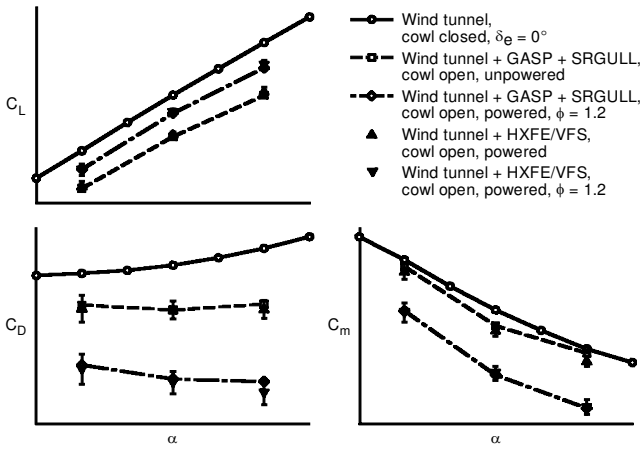 Wind tunnel,
cowl closed, δe = 0°
Wind tunnel + GASP + SRGULL,
cowl open, unpowered
Wind tunnel + GASP + SRGULL,
cowl open, powered, ϕ = 1.2
Wind tunnel + HXFE/VFS,
cowl open, powered
Wind tunnel + HXFE/VFS,
cowl open, powered, ϕ = 1.2
CL
CD
α
Cm
α